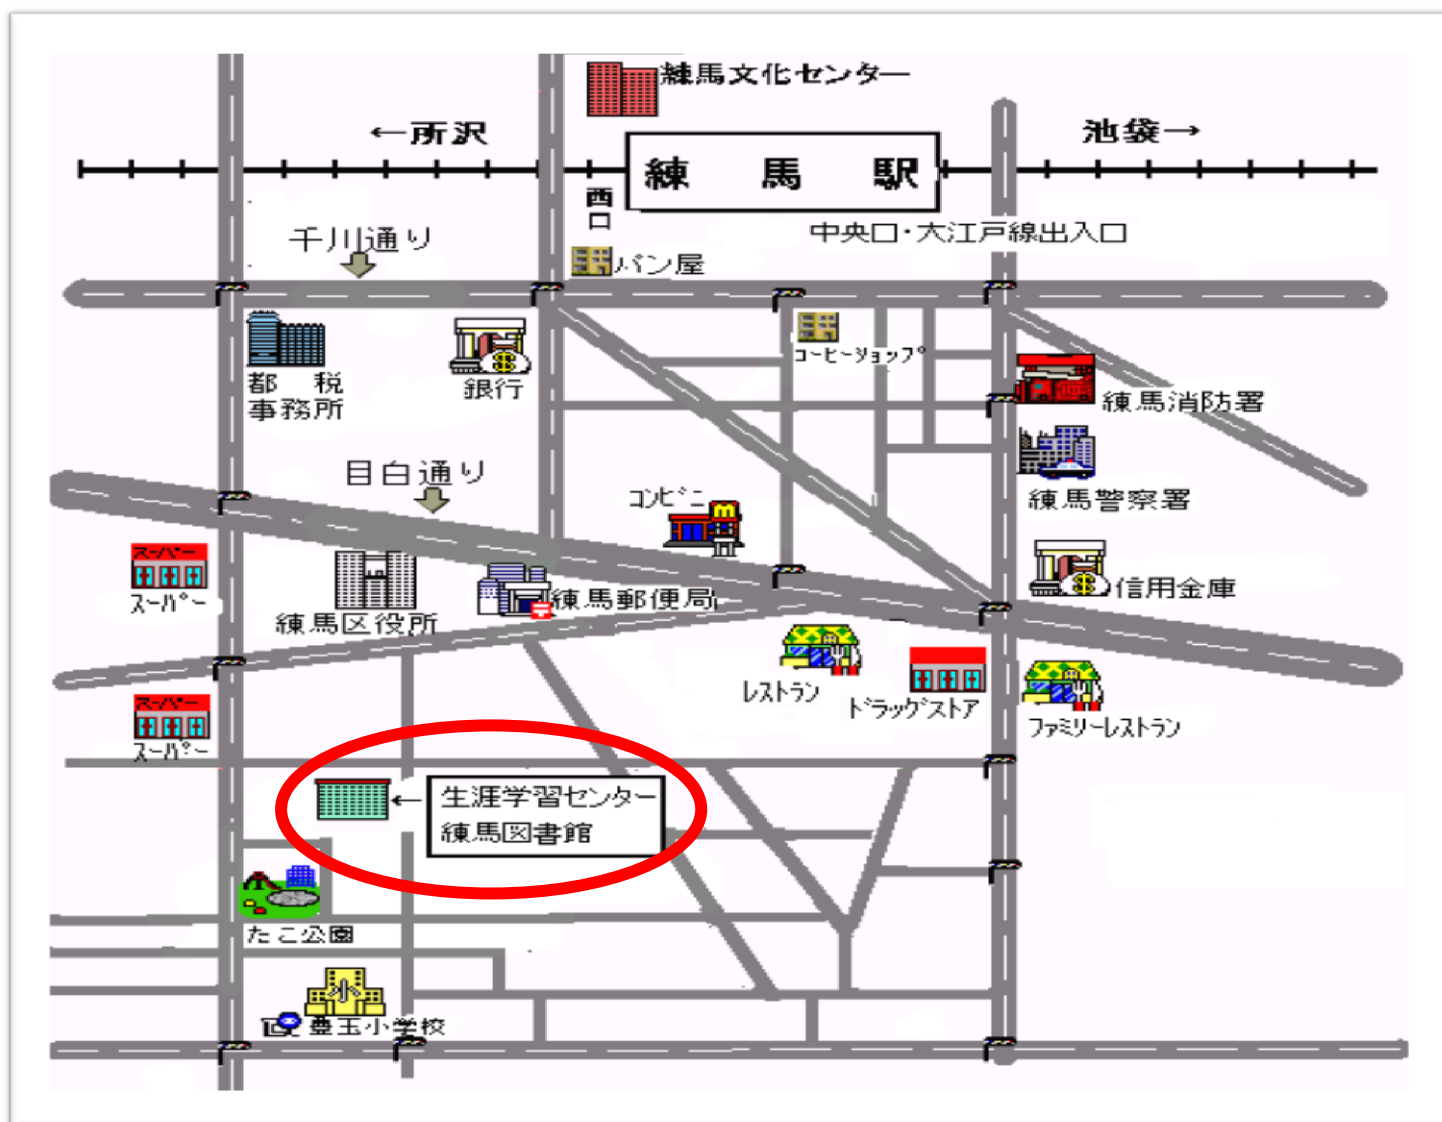 練馬文化センター
←所沢
池袋→
練馬駅
西口
中央口・大江戸線出入口
千川通り
パン屋
コーヒーショップ
都税
事務所
銀行
練馬消防署
目白通り
コンビニ
練馬警察署
スーパー
スーパー
練馬区役所
練馬郵便局
信用金庫
レストラン
ドラッグストア
ファミリーレストラン
スーパー
スーパー
←
生涯学習センター
練馬図書館
たこ公園
小
豊玉小学校